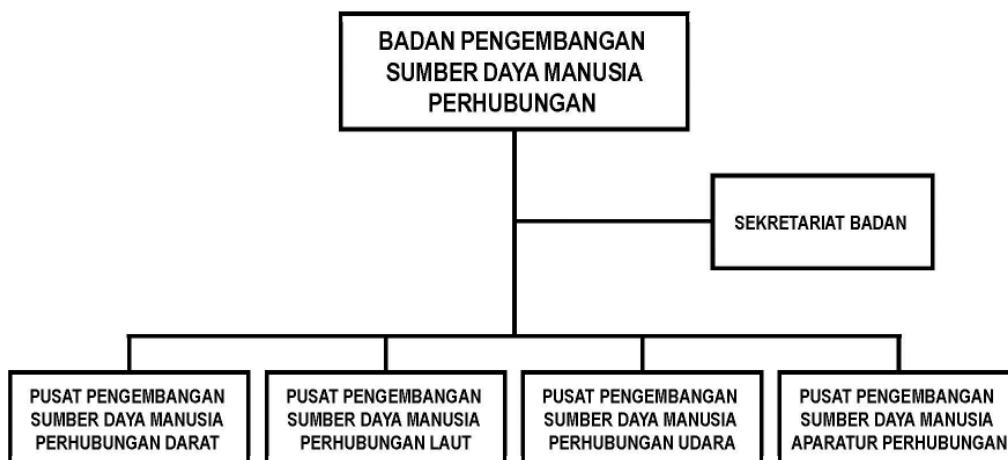 BADAN PENGEMBANGAN
SUMBER DAYA MANUSIA
PERHUBUNGAN
SEKRETARIAT BADAN
PUSAT PENGEMBANGAN
SUMBER DAYA MANUSIA
PERHUBUNGAN DARAT
PUSAT PENGEMBANGAN
SUMBER DAYA MANUSIA
PERHUBUNGAN LAUT
PUSAT PENGEMBANGAN
SUMBER DAYA MANUSIA
PERHUBUNGAN UDARA
PUSAT PENGEMBANGAN
SUMBER DAYA MANUSIA
APARATUR PERHUBUNGAN